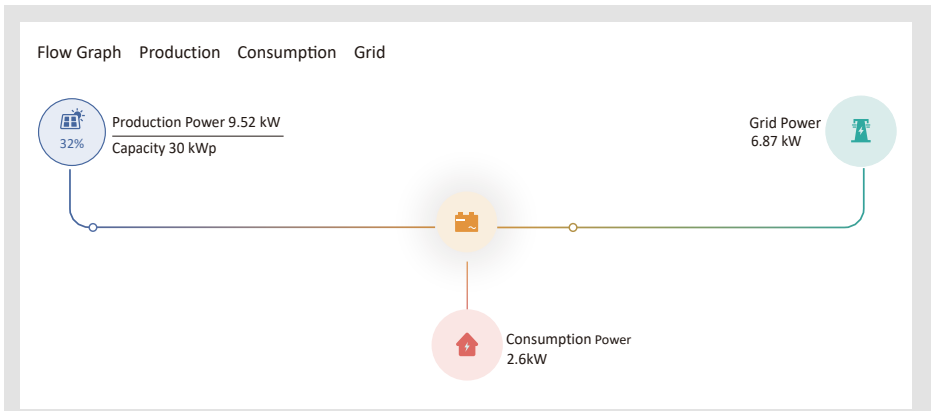 Flow Graph Production Consumption Grid
32%
Production Power 9.52 kW
Capacity 30 kWp
Grid Power
6.87 kW
Consumption Power
2.6kW